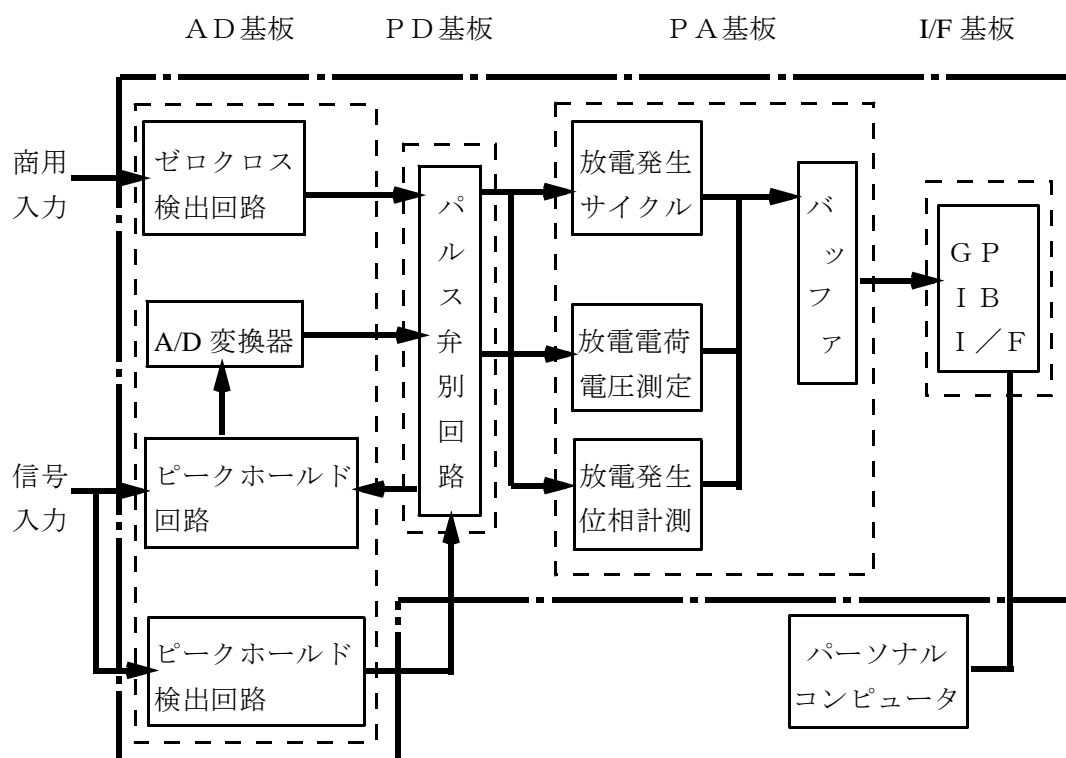 ＡＤ基板
ＰＤ基板
ＰＡ基板
I/F 基板
商用
入力
ゼロクロス
検出回路
A/D 変換器
信号
入力
ピークホールド
回路
ピークホールド
検出回路
パルス弁別回路
放電発生
サイクル
放電電荷
電圧測定
放電発生
位相計測
バッファ
ＧＰ
ＩＢ
Ｉ／Ｆ
パーソナル
コンピュータ